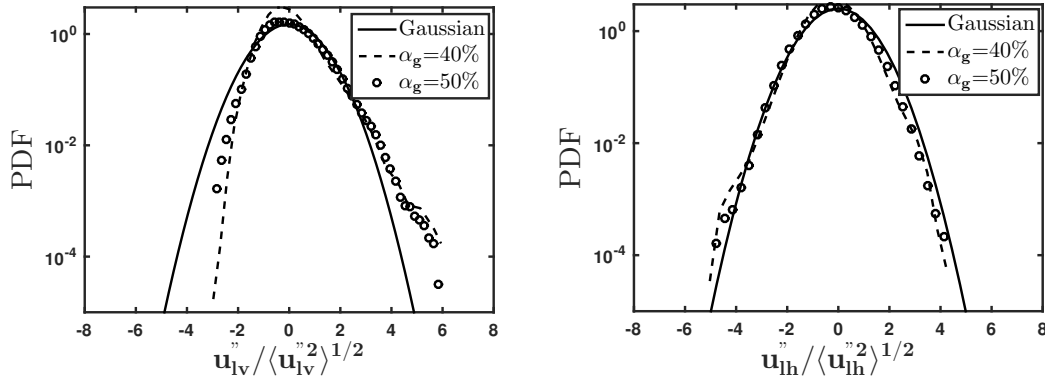 10^0
10^-2
10^-4
PDF
-8 -6 -4 -2 0 2 4 6 8
u''_lv/⟨u''^2_lv⟩^1/2
Gaussian
α_g=40%
α_g=50%
10^0
10^-2
10^-4
PDF
-8 -6 -4 -2 0 2 4 6 8
u''_lh/⟨u''^2_lh⟩^1/2
Gaussian
α_g=40%
α_g=50%